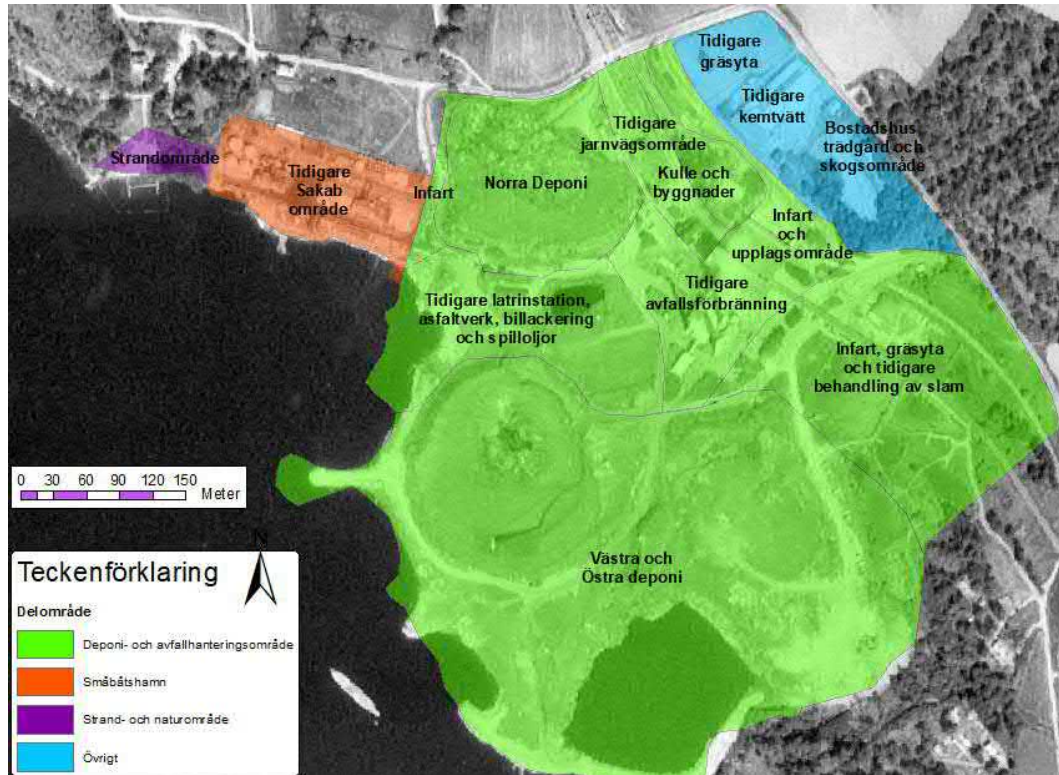 Tidigare
gräsyta
Tidigare
kemtvätt
Bostadshus
trädgård och
skogsområde
Tidigare
jarnvägsområde
Strandområde
Tidigare
Sakab
område
Infart
Norra Deponi
Kulle och
byggnader
Infart
och
upplagsområde
Tidigare
avfallsförbränning
Tidigare latrinstation,
asfaltverk, billackering
och spilloljor
Infart, gräsyta
och tidigare
behandling av slam
0 30 60 90 120 150
Meter
Västra och
Östra deponi
N
Teckenförklaring
Delområde
Deponi- och avfallhanteringsområde
Småbåtshamn
Strand- och naturområde
Övrigt